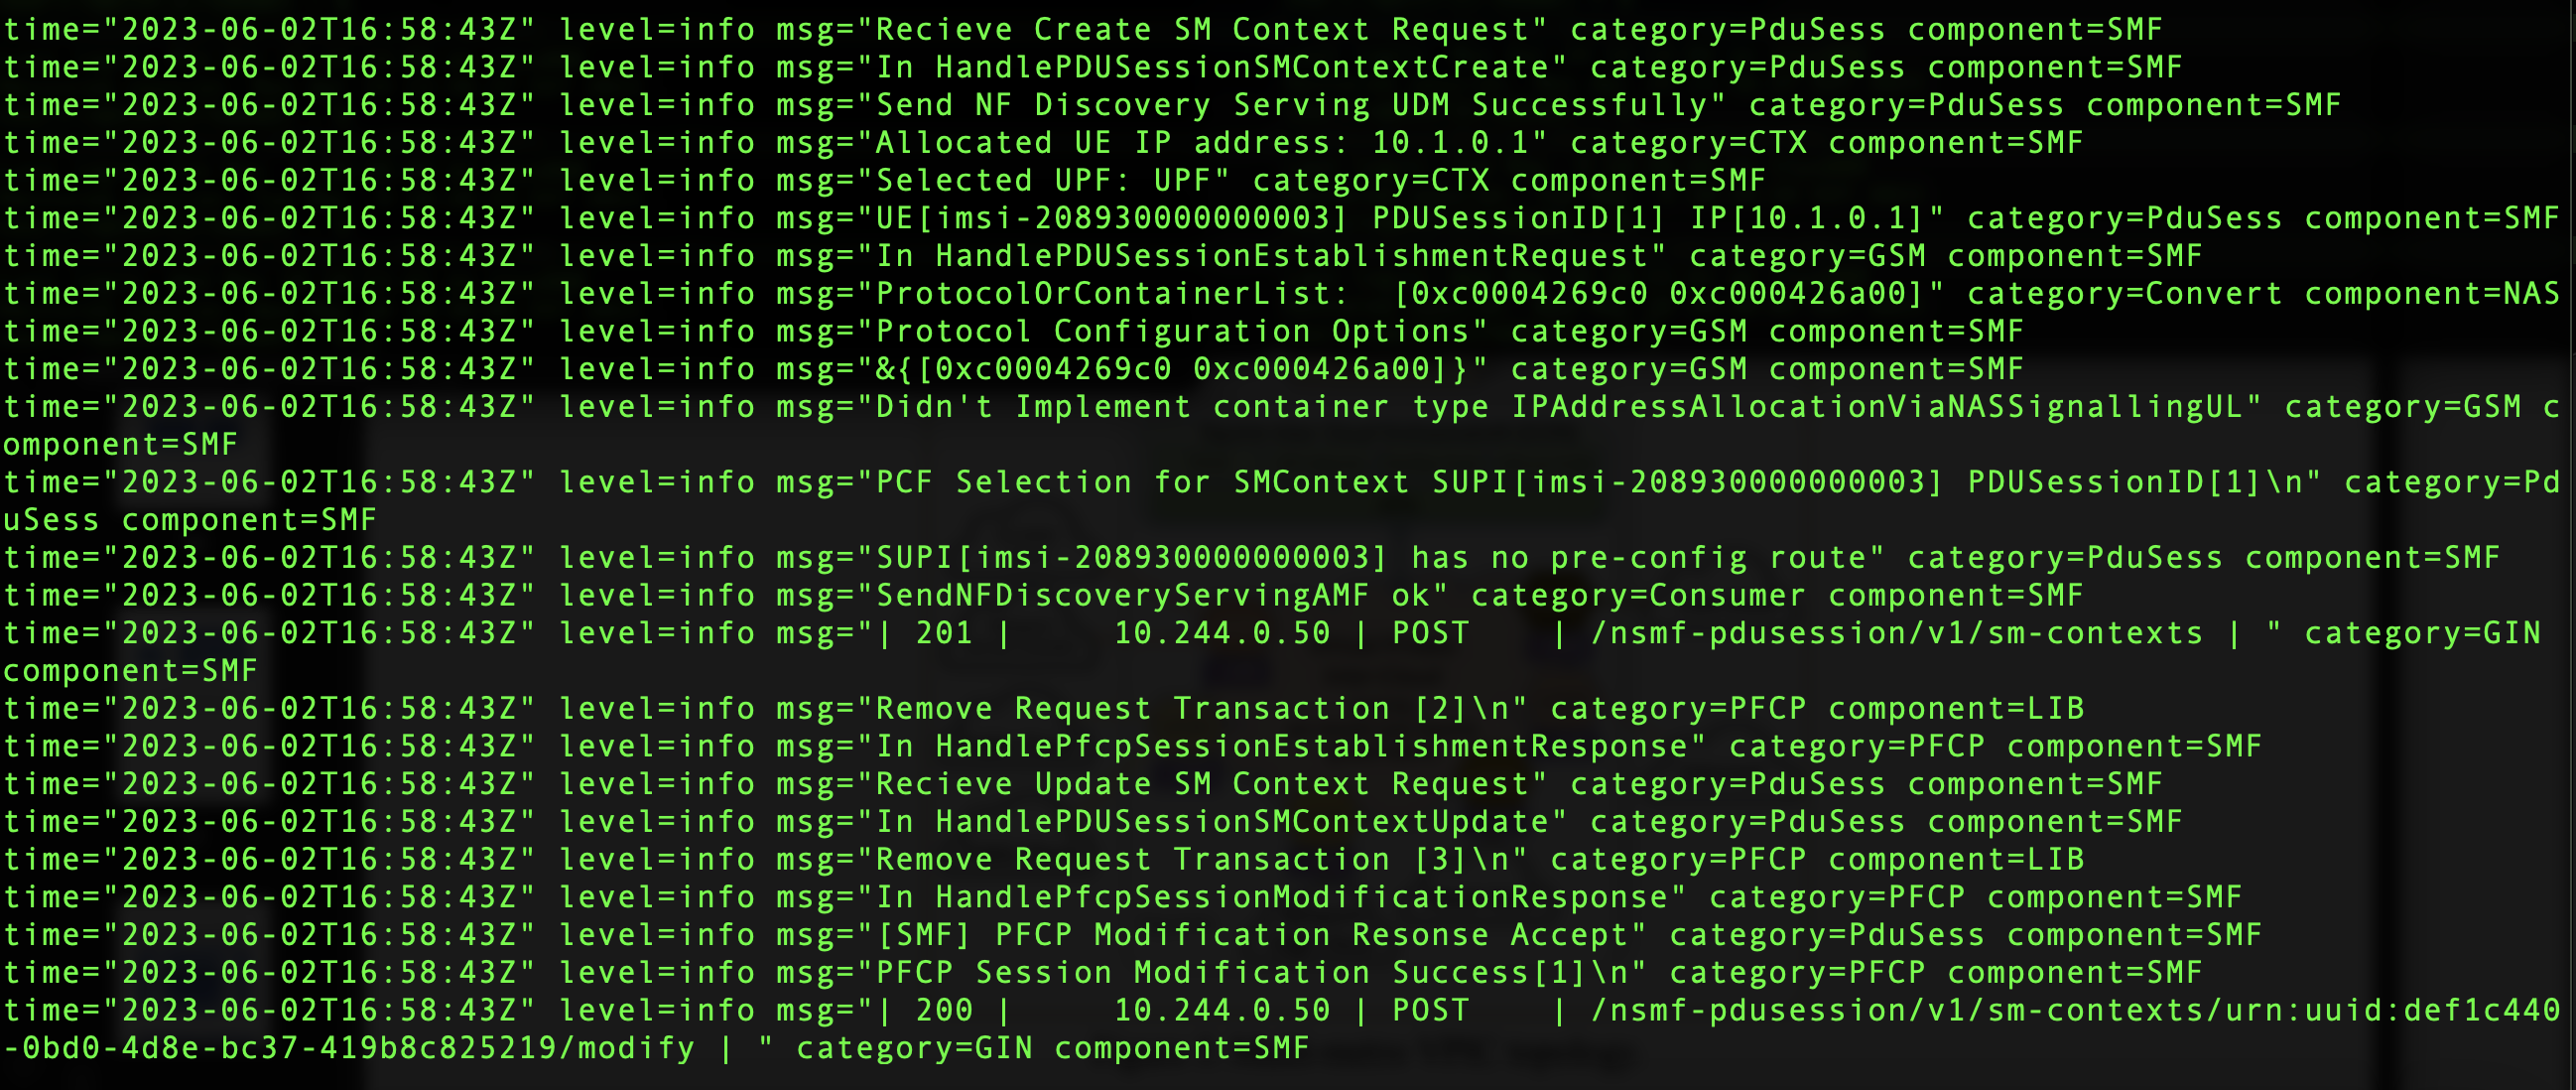 time="2023-06-02T16:58:43Z" level=info msg="Recieve Create SM Context Request" category=PduSess component=SMF
time="2023-06-02T16:58:43Z" level=info msg="In HandlePDUSessionSMContextCreate" category=PduSess component=SMF
time="2023-06-02T16:58:43Z" level=info msg="Send NF Discovery Serving UDM Successfully" category=PduSess component=SMF
time="2023-06-02T16:58:43Z" level=info msg="Allocated UE IP address: 10.1.0.1" category=CTX component=SMF
time="2023-06-02T16:58:43Z" level=info msg="Selected UPF: UPF" category=CTX component=SMF
time="2023-06-02T16:58:43Z" level=info msg="UE[imsi-208930000000003] PDUSessionID[1] IP[10.1.0.1]" category=PduSess component=SMF
time="2023-06-02T16:58:43Z" level=info msg="In HandlePDUSessionEstablishmentRequest" category=GSM component=SMF
time="2023-06-02T16:58:43Z" level=info msg="ProtocolOrContainerList:  [0xc0004269c0 0xc000426a00]" category=Convert component=NAS
time="2023-06-02T16:58:43Z" level=info msg="Protocol Configuration Options" category=GSM component=SMF
time="2023-06-02T16:58:43Z" level=info msg="&{[0xc0004269c0 0xc000426a00]}" category=GSM component=SMF
time="2023-06-02T16:58:43Z" level=info msg="Didn't Implement container type IPAddressAllocationViaNASSignallingUL" category=GSM c
omponent=SMF
time="2023-06-02T16:58:43Z" level=info msg="PCF Selection for SMContext SUPI[imsi-208930000000003] PDUSessionID[1]\n" category=Pd
uSess component=SMF
time="2023-06-02T16:58:43Z" level=info msg="SUPI[imsi-208930000000003] has no pre-config route" category=PduSess component=SMF
time="2023-06-02T16:58:43Z" level=info msg="SendNFDiscoveryServingAMF ok" category=Consumer component=SMF
time="2023-06-02T16:58:43Z" level=info msg="| 201 |     10.244.0.50 | POST    | /nsmf-pdusession/v1/sm-contexts | " category=GIN
component=SMF
time="2023-06-02T16:58:43Z" level=info msg="Remove Request Transaction [2]\n" category=PFCP component=LIB
time="2023-06-02T16:58:43Z" level=info msg="In HandlePfcpSessionEstablishmentResponse" category=PFCP component=SMF
time="2023-06-02T16:58:43Z" level=info msg="Recieve Update SM Context Request" category=PduSess component=SMF
time="2023-06-02T16:58:43Z" level=info msg="In HandlePDUSessionSMContextUpdate" category=PduSess component=SMF
time="2023-06-02T16:58:43Z" level=info msg="Remove Request Transaction [3]\n" category=PFCP component=LIB
time="2023-06-02T16:58:43Z" level=info msg="In HandlePfcpSessionModificationResponse" category=PFCP component=SMF
time="2023-06-02T16:58:43Z" level=info msg="[SMF] PFCP Modification Resonse Accept" category=PduSess component=SMF
time="2023-06-02T16:58:43Z" level=info msg="PFCP Session Modification Success[1]\n" category=PFCP component=SMF
time="2023-06-02T16:58:43Z" level=info msg="| 200 |     10.244.0.50 | POST    | /nsmf-pdusession/v1/sm-contexts/urn:uuid:def1c440
-0bd0-4d8e-bc37-419b8c825219/modify | " category=GIN component=SMF